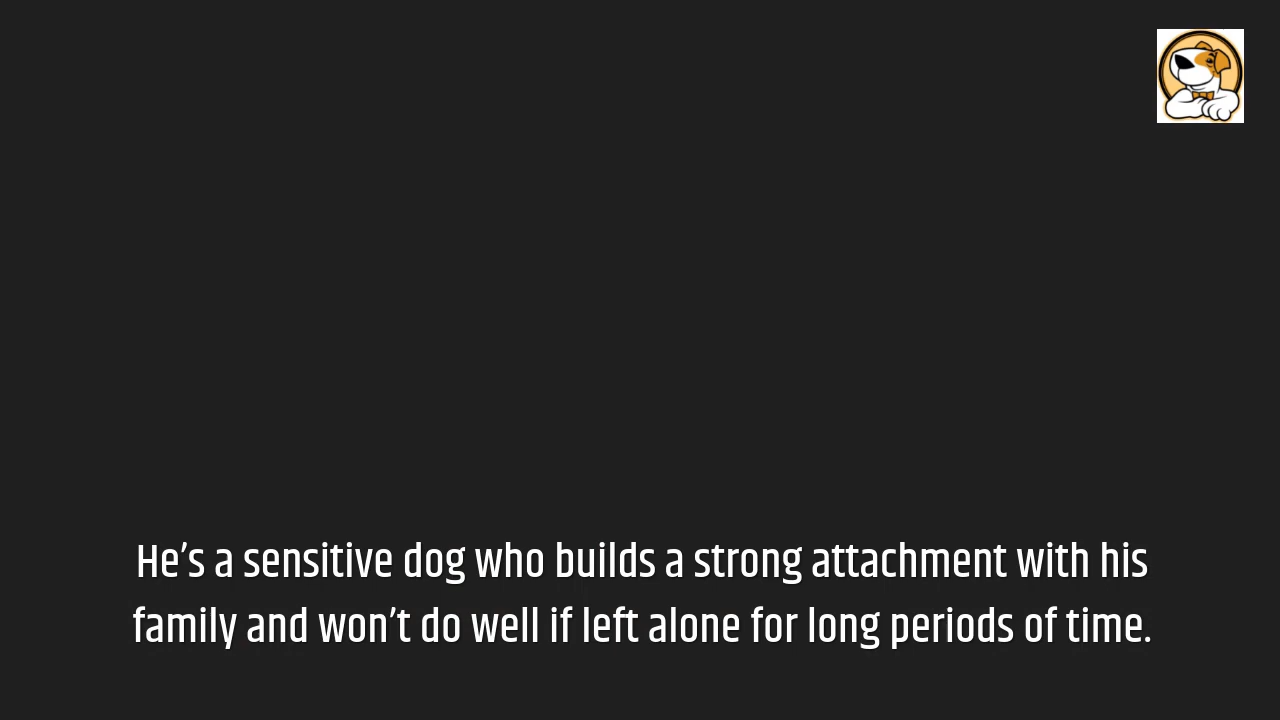 He’s a sensitive dog who builds a strong attachment with his
family and won’t do well if left alone for long periods of time.